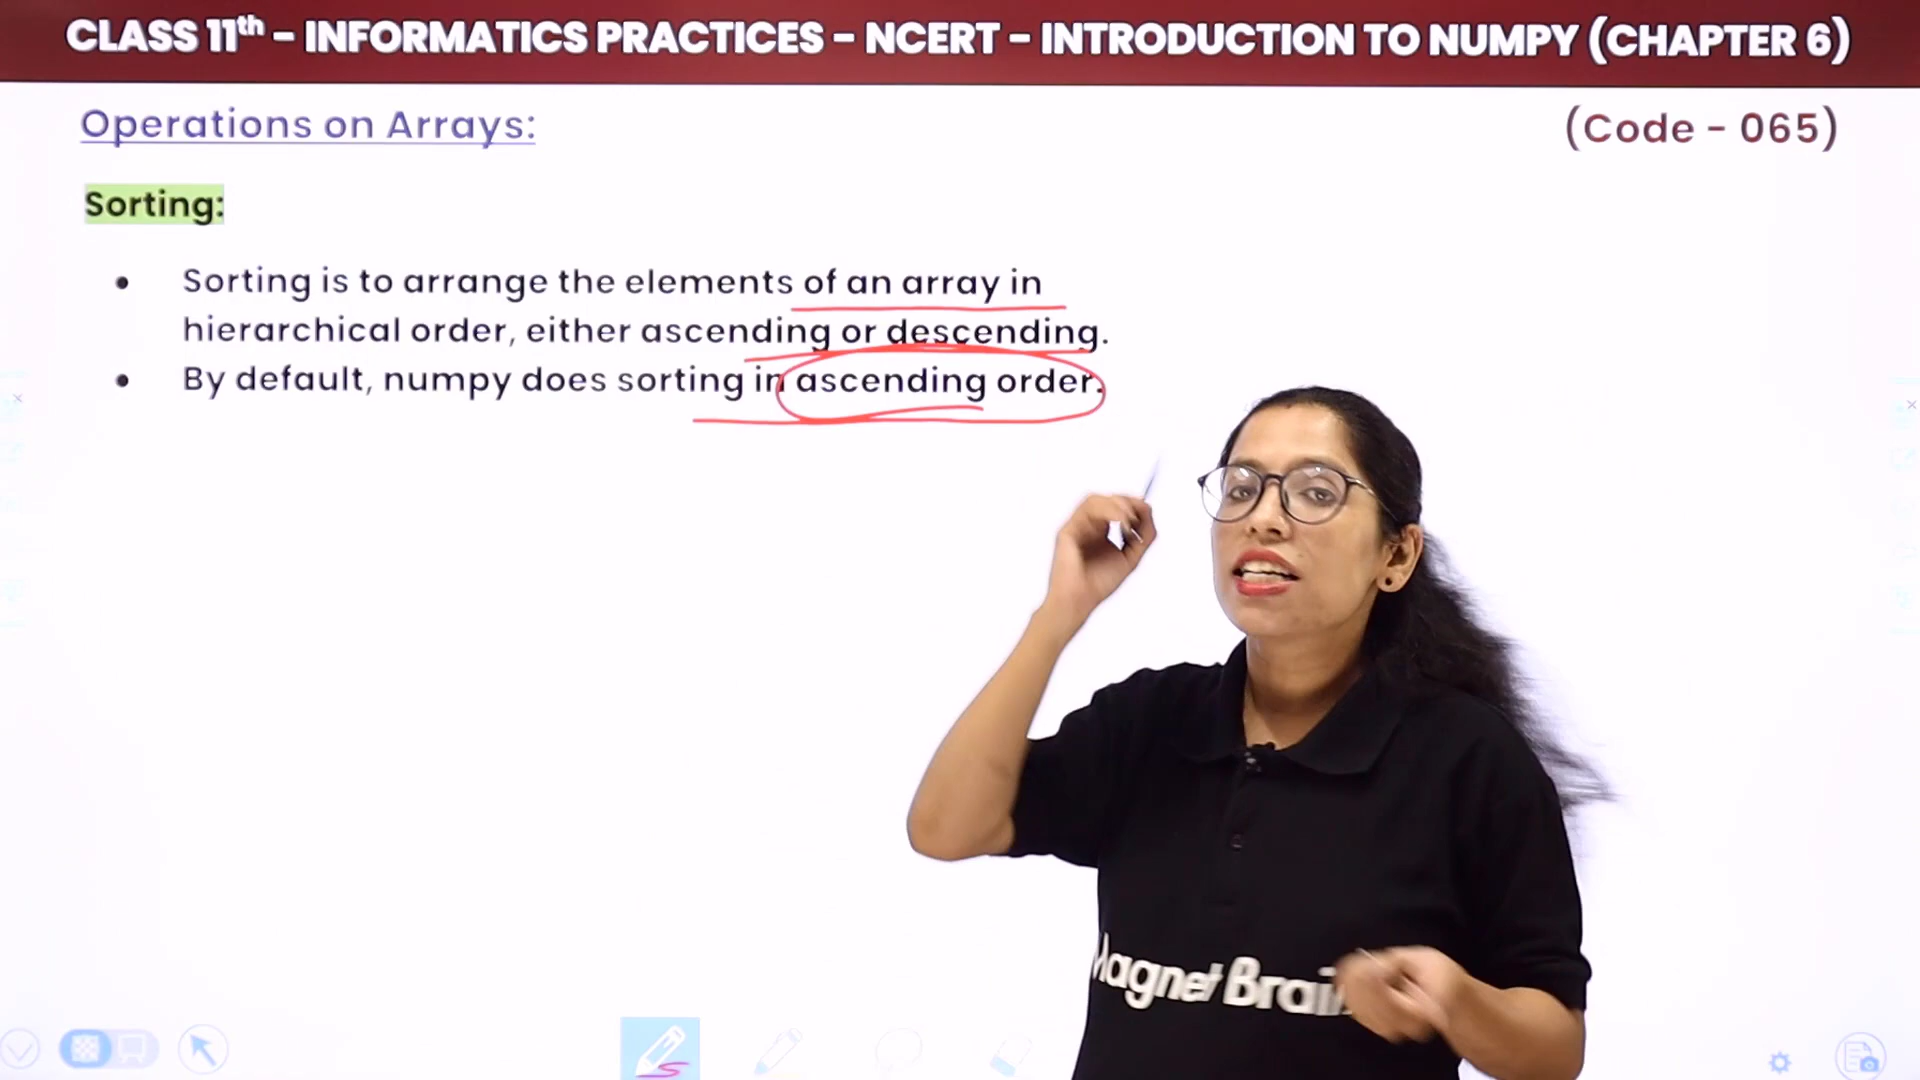 CLASS 11th - INFORMATICS PRACTICES - NCERT - INTRODUCTION TO NUMPY (CHAPTER 6)
Operations on Arrays:
(Code - 065)
Sorting:
• Sorting is to arrange the elements of an array in
hierarchical order, either ascending or descending.
• By default, numpy does sorting in ascending order.
Magnet Brain